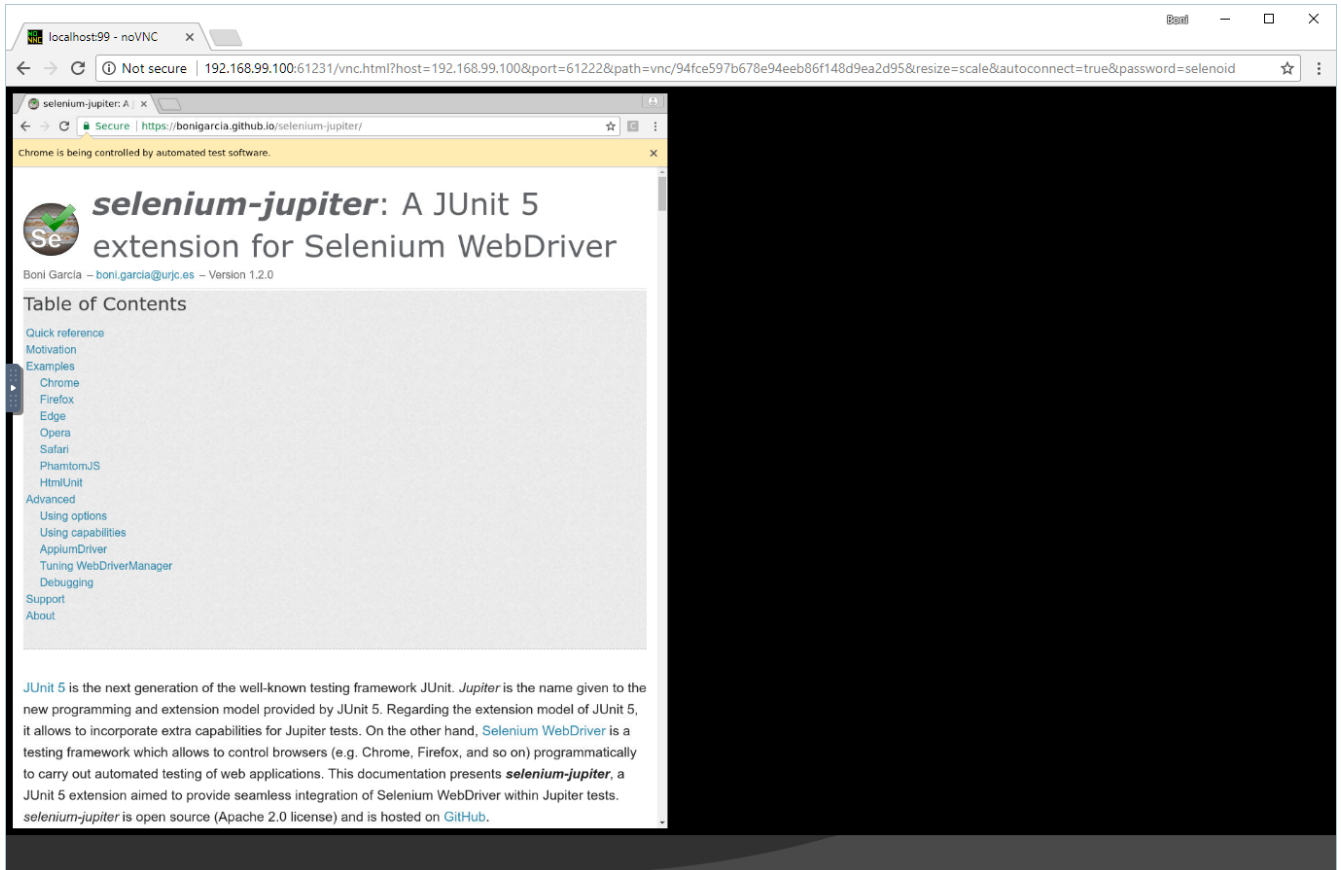 Boni
NO VNC
localhost:99 - noVNC
Not secure | 192.168.99.100:61231/vnc.html?host=192.168.99.100&port=61222&path=vnc/94fce597b678e94eeb86f148d9ea2d95&resize=scale&autoconnect=true&password=selenoid
selenium-jupiter: A
Secure | https://bonigarcia.github.io/selenium-jupiter/
Chrome is being controlled by automated test software.
Se
selenium-jupiter: A JUnit 5
extension for Selenium WebDriver
Boni García – boni.garcia@urjc.es – Version 1.2.0
Table of Contents
Quick reference
Motivation
Examples
Chrome
Firefox
Edge
Opera
Safari
PhamtomJS
HtmlUnit
Advanced
Using options
Using capabilities
AppiumDriver
Tuning WebDriverManager
Debugging
Support
About
JUnit 5 is the next generation of the well-known testing framework JUnit. Jupiter is the name given to the
new programming and extension model provided by JUnit 5. Regarding the extension model of JUnit 5,
it allows to incorporate extra capabilities for Jupiter tests. On the other hand, Selenium WebDriver is a
testing framework which allows to control browsers (e.g. Chrome, Firefox, and so on) programmatically
to carry out automated testing of web applications. This documentation presents selenium-jupiter, a
JUnit 5 extension aimed to provide seamless integration of Selenium WebDriver within Jupiter tests.
selenium-jupiter is open source (Apache 2.0 license) and is hosted on GitHub.